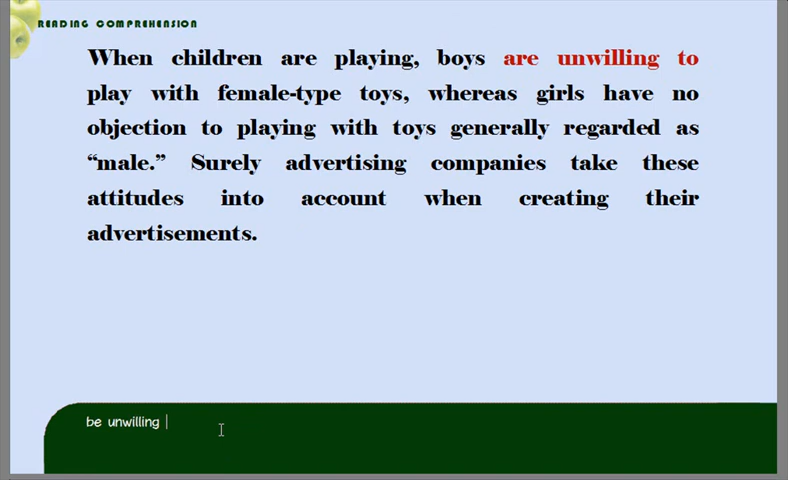 READING COMPREHENSION
When children are playing, boys are unwilling to
play with female-type toys, whereas girls have no
objection to playing with toys generally regarded as
“male.” Surely advertising companies take these
attitudes into account when creating their
advertisements.
be unwilling